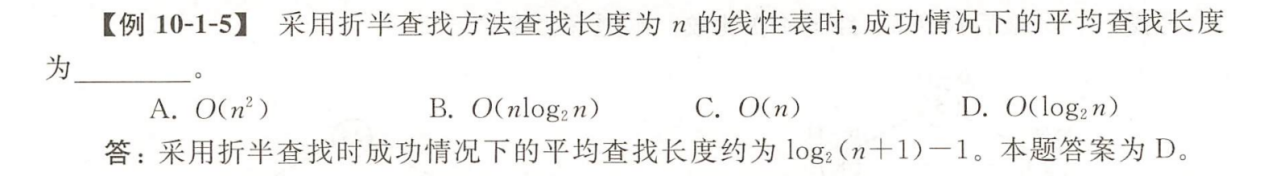 【例 10-1-5】 采用折半查找方法查找长度为 n 的线性表时,成功情况下的平均查找长度
为________。
A. O(n²) B. O(nlog₂n) C. O(n) D. O(log₂n)
答:采用折半查找时成功情况下的平均查找长度约为 log₂(n+1)-1。本题答案为 D。